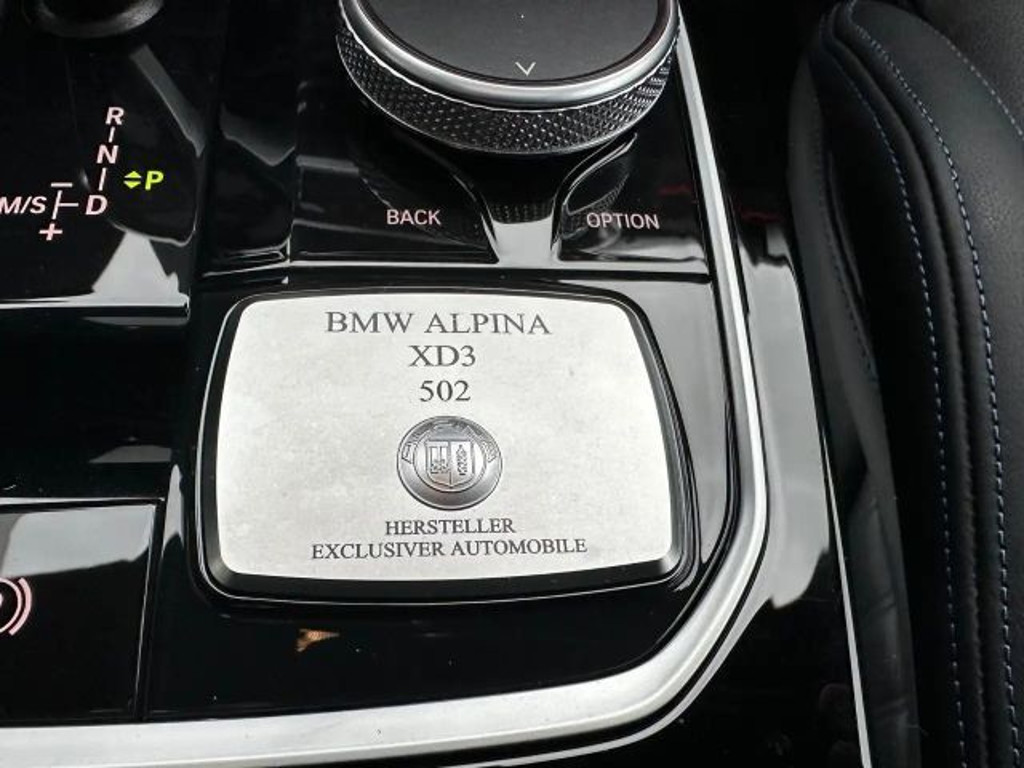 R
N
P
M/S
D
+
BACK
OPTION
BMW ALPINA
XD3
502
HERSTELLER
EXCLUSIVER AUTOMOBILE